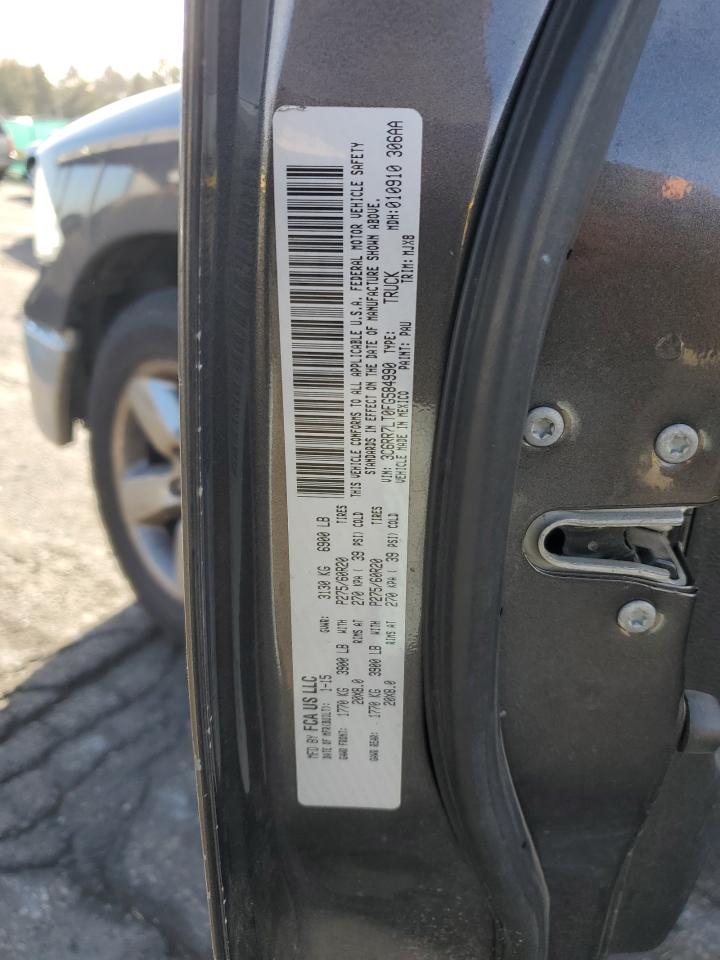 MFD BY FCA US LLC
DATE OF MFR(BUILT): 1-15 GVWR: 3130 KG 6900 LB
GAWR FRONT: 1770 KG 3900 LB WITH P275/60R20 TIRES
20X8.0 RIMS AT 270 KPA ( 39 PSI) COLD
GAWR REAR: 1770 KG 3900 LB WITH P275/60R20 TIRES
20X8.0 RIMS AT 270 KPA ( 39 PSI) COLD
THIS VEHICLE CONFORMS TO ALL APPLICABLE U.S.A. FEDERAL MOTOR VEHICLE SAFETY
STANDARDS IN EFFECT ON THE DATE OF MANUFACTURE SHOWN ABOVE.
VIN: 3C6RR7LT0FG584990 TYPE: TRUCK MDH: 010910 306AA
VEHICLE MADE IN MEXICO PAINT: PAU TRIM: MJX8